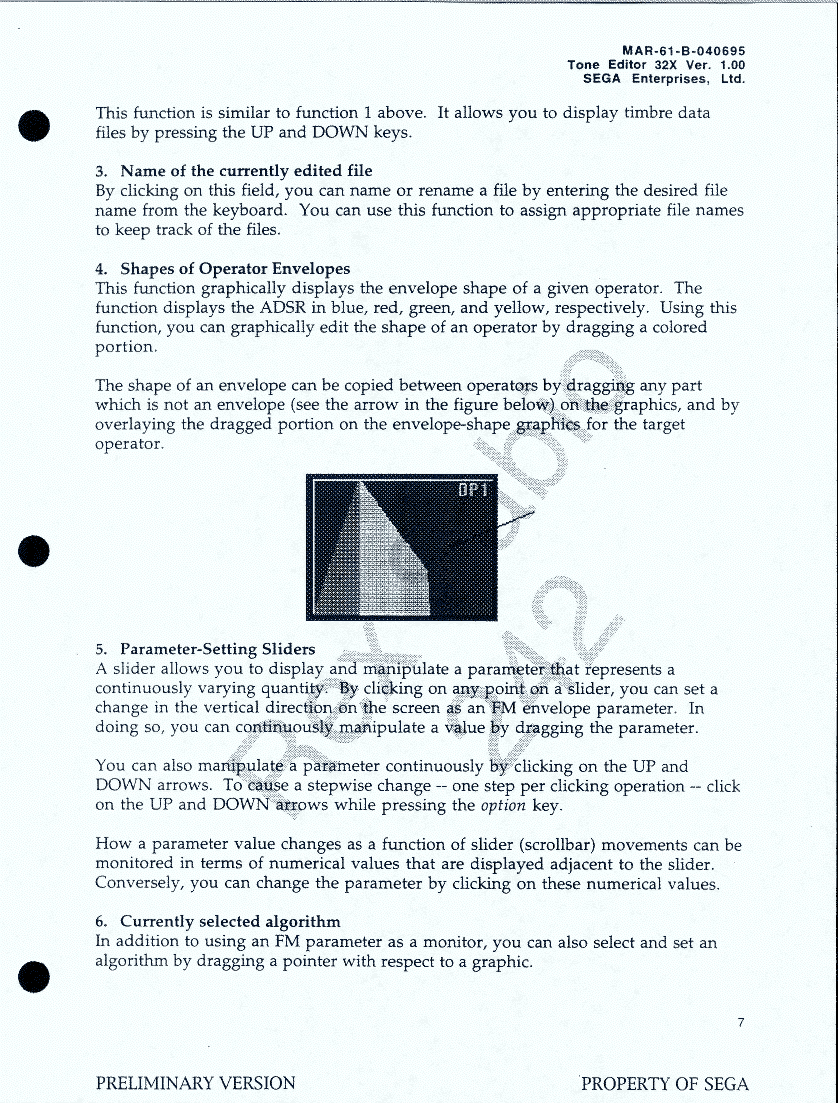 MAR-61-B-040695
Tone Editor 32X Ver. 1.00
SEGA Enterprises, Ltd.
This function is similar to function 1 above. It allows you to display timbre data
files by pressing the UP and DOWN keys.
3. Name of the currently edited file
By clicking on this field, you can name or rename a file by entering the desired file
name from the keyboard. You can use this function to assign appropriate file names
to keep track of the files.
4. Shapes of Operator Envelopes
This function graphically displays the envelope shape of a given operator. The
function displays the ADSR in blue, red, green, and yellow, respectively. Using this
function, you can graphically edit the shape of an operator by dragging a colored
portion.
The shape of an envelope can be copied between operators by dragging any part
which is not an envelope (see the arrow in the figure below) on the graphics, and by
overlaying the dragged portion on the envelope-shape graphics for the target
operator.
OP1
5. Parameter-Setting Sliders
A slider allows you to display and manipulate a parameter that represents a
continuously varying quantity. By clicking on any point on a slider, you can set a
change in the vertical direction on the screen as an FM envelope parameter. In
doing so, you can continuously manipulate a value by dragging the parameter.
You can also manipulate a parameter continuously by clicking on the UP and
DOWN arrows. To cause a stepwise change -- one step per clicking operation -- click
on the UP and DOWN arrows while pressing the option key.
How a parameter value changes as a function of slider (scrollbar) movements can be
monitored in terms of numerical values that are displayed adjacent to the slider.
Conversely, you can change the parameter by clicking on these numerical values.
6. Currently selected algorithm
In addition to using an FM parameter as a monitor, you can also select and set an
algorithm by dragging a pointer with respect to a graphic.
7
PRELIMINARY VERSION
PROPERTY OF SEGA
Rex
242